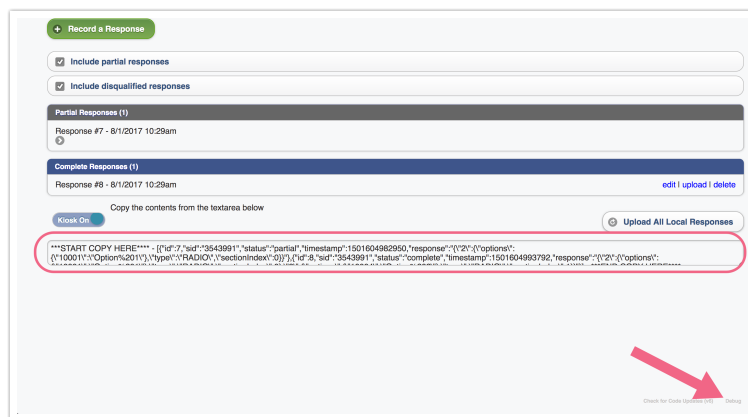 Record a Response
Include partial responses
Include disqualified responses
Partial Responses (1)
Response #7 - 8/1/2017 10:29am
Complete Responses (1)
Response #8 - 8/1/2017 10:29am
edit | upload | delete
Copy the contents from the textarea below
Kiosk On
Upload All Local Responses
***START COPY HERE**** - [{"id":7,"sid":"3543991","status":"partial","timestamp":1501604982950,"response":"{\"2\":{\"options\":
{\"10001\":\"Option%201\"},\"type\":\"RADIO\",\"sectionIndex\":0}}"},{"id":8,"sid":"3543991","status":"complete","timestamp":1501604993792,"response":"{\"2\":{\"options\":
Check for Code Updates (v6)
Debug